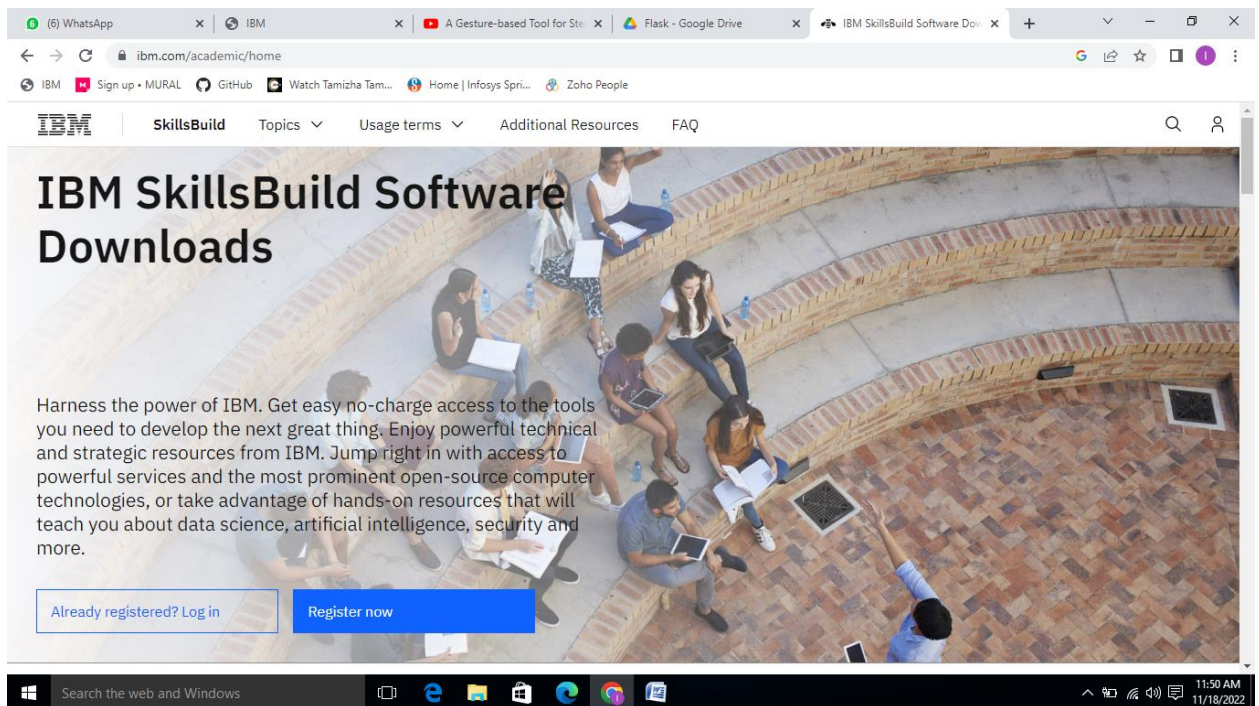 (6) WhatsApp
IBM
A Gesture-based Tool for Ste
Flask - Google Drive
IBM SkillsBuild Software Dow
ibm.com/academic/home
IBM
Sign up • MURAL
GitHub
Watch Tamizha Tam...
Home | Infosys Spri...
Zoho People
IBM
SkillsBuild
Topics
Usage terms
Additional Resources
FAQ
IBM SkillsBuild Software
Downloads
Harness the power of IBM. Get easy no-charge access to the tools
you need to develop the next great thing. Enjoy powerful technical
and strategic resources from IBM. Jump right in with access to
powerful services and the most prominent open-source computer
technologies, or take advantage of hands-on resources that will
teach you about data science, artificial intelligence, security and
more.
Already registered? Log in
Register now
Search the web and Windows
11:50 AM
11/18/2022